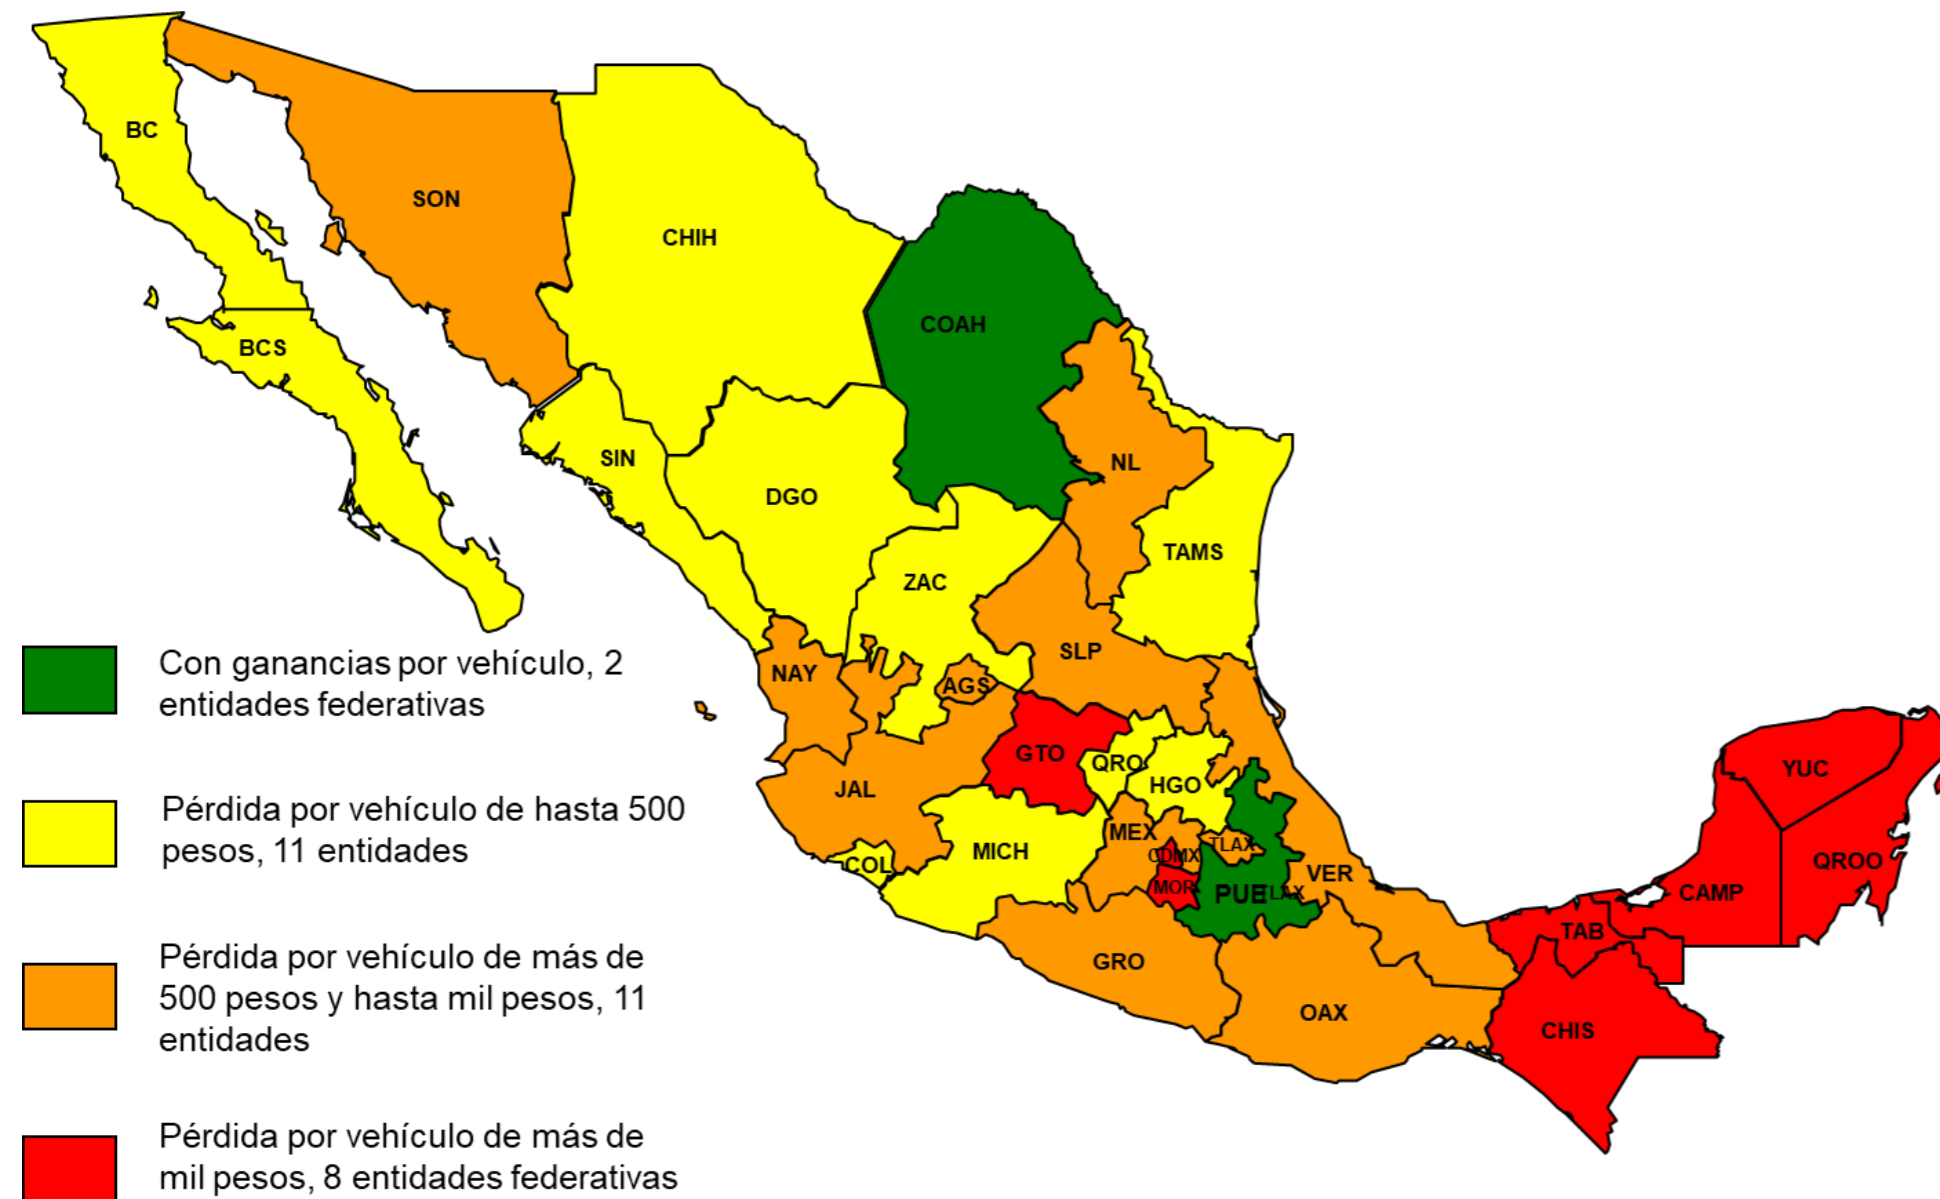 BC
SON
CHIH
COAH
BCS
SIN
DGO
NL
TAMS
ZAC
SLP
NAY
AGS
GTO
QRO
HGO
JAL
MEX
TLAX
CDMX
COL
MICH
MOR
PUE
TLAX
VER
YUC
QROO
CAMP
TAB
GRO
OAX
CHIS
Con ganancias por vehículo, 2
entidades federativas
Pérdida por vehículo de hasta 500
pesos, 11 entidades
Pérdida por vehículo de más de
500 pesos y hasta mil pesos, 11
entidades
Pérdida por vehículo de más de
mil pesos, 8 entidades federativas